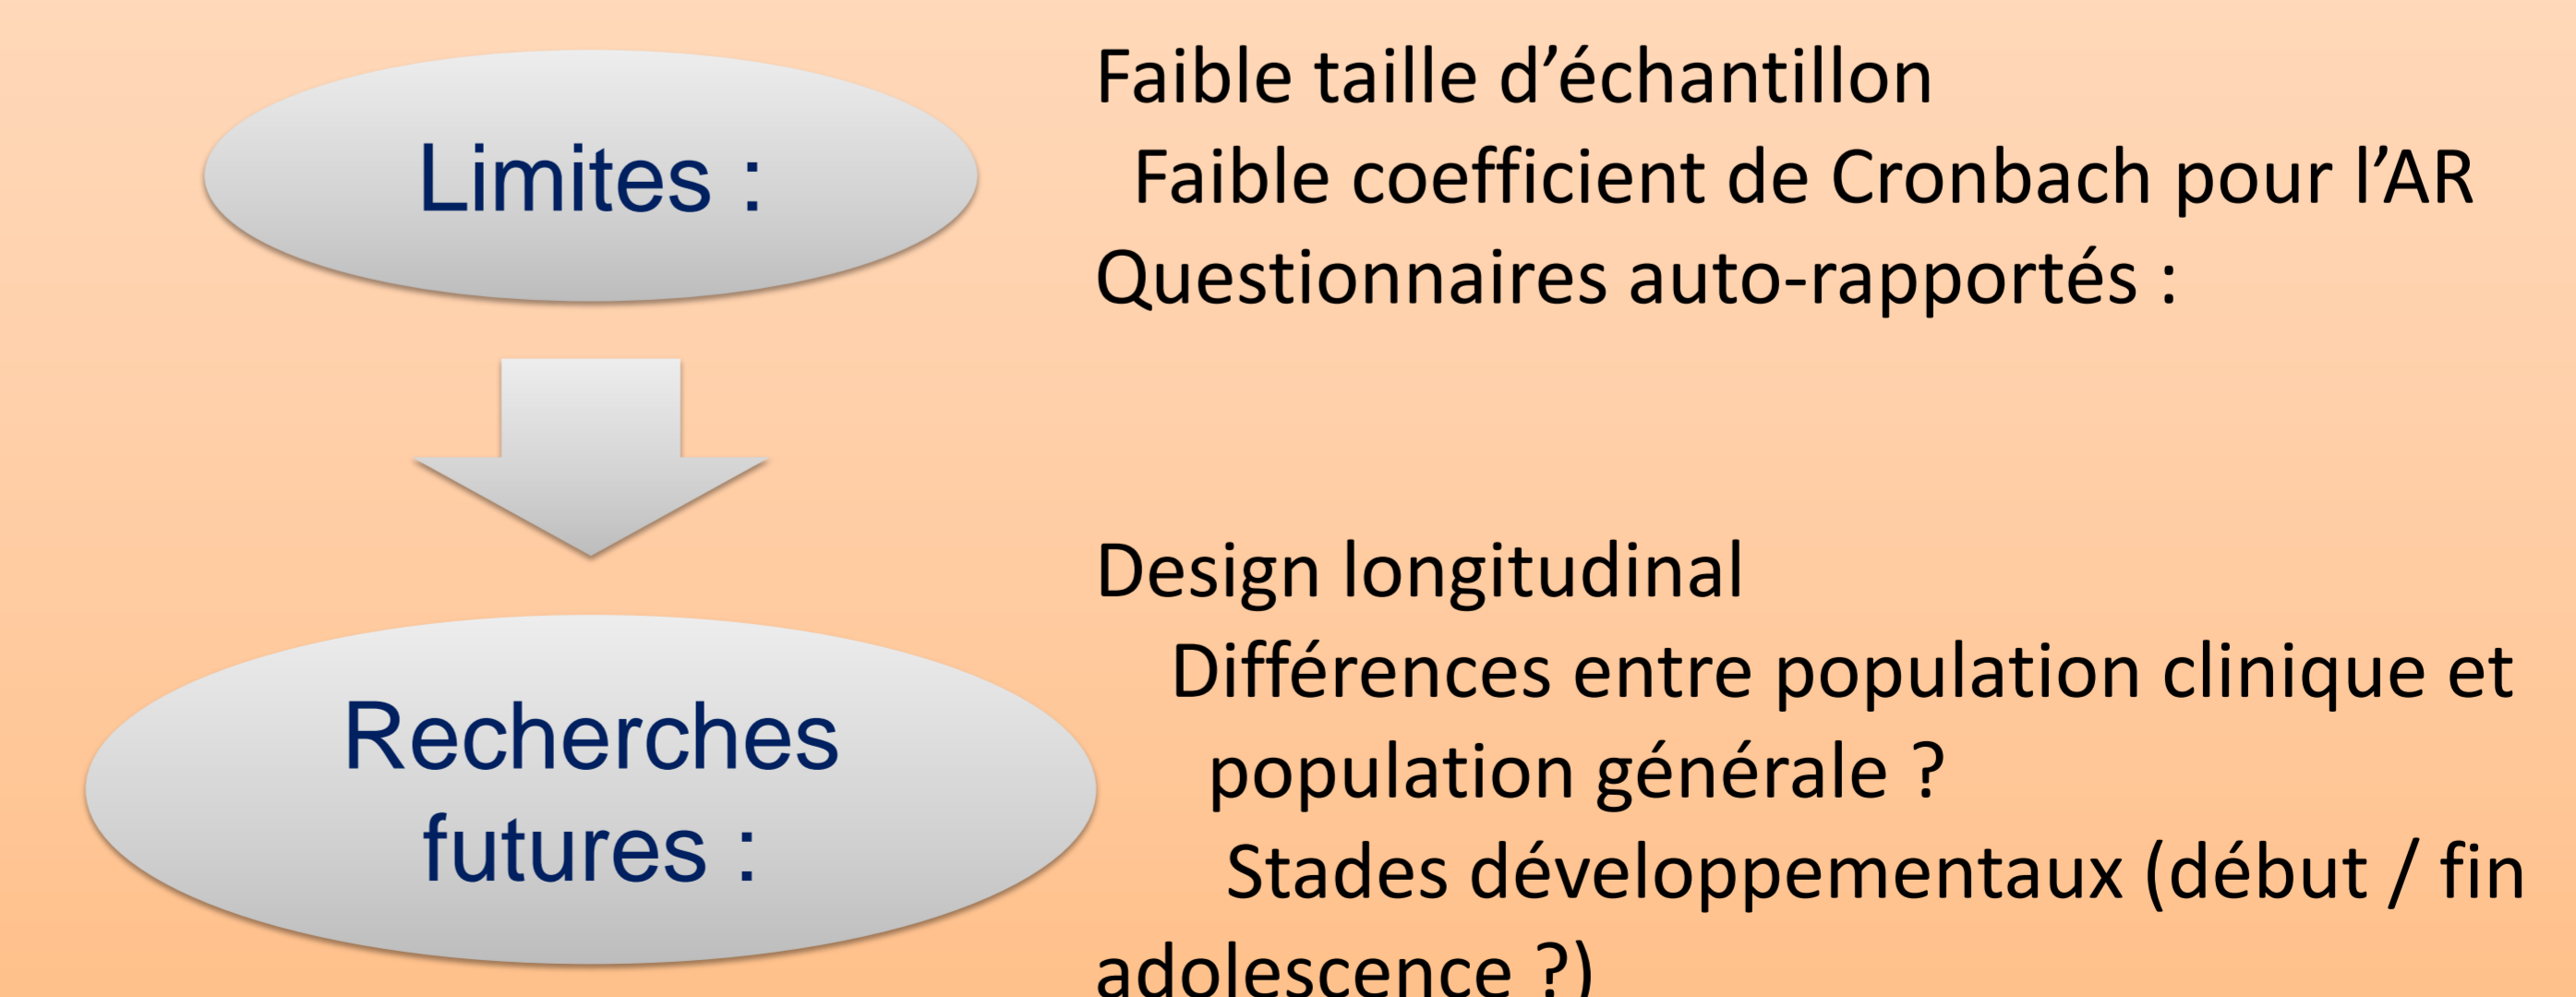 Limites :
Faible taille d’échantillon
Faible coefficient de Cronbach pour l’AR
Questionnaires auto-rapportés :
Recherches
futures :
Design longitudinal
Différences entre population clinique et
population générale ?
Stades développementaux (début / fin
adolescence ?)